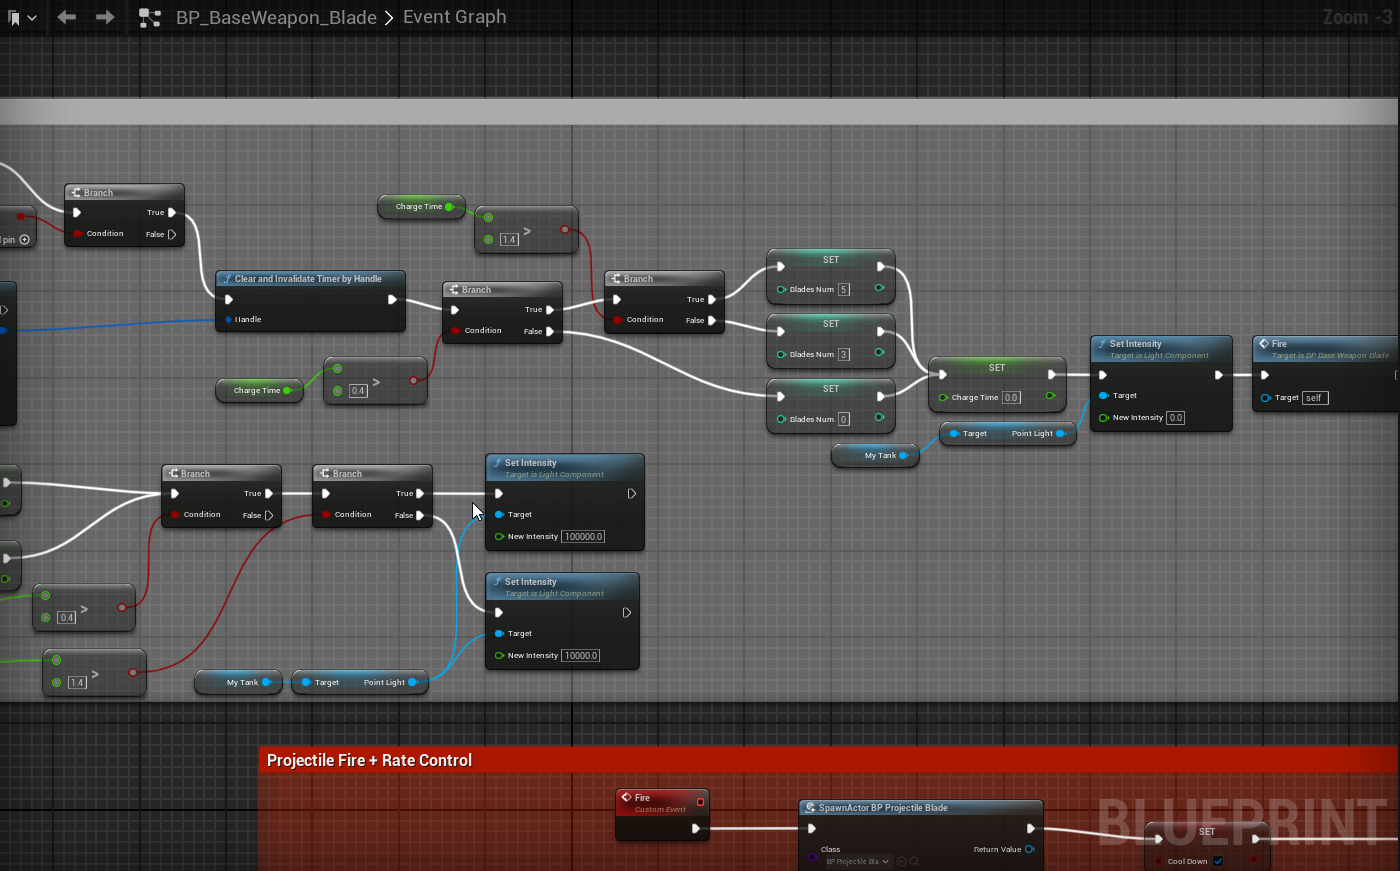 BP_BaseWeapon_Blade > Event Graph
Zoom -3
Branch
True
pin
Condition
False
Charge Time
>
1.4
Clear and Invalidate Timer by Handle
Handle
Branch
True
Condition
False
Branch
True
Condition
False
SET
Blades Num 5
SET
Blades Num 3
SET
Blades Num 0
Charge Time
>
0.4
SET
Charge Time 0.0
Set Intensity
Target is Light Component
Target
New Intensity 0.0
Fire
Target is BP Base Weapon Blade
Target self
My Tank
Target Point Light
Branch
True
Condition
False
Branch
True
Condition
False
Set Intensity
Target is Light Component
Target
New Intensity 100000.0
Set Intensity
Target is Light Component
Target
New Intensity 10000.0
>
0.4
>
1.4
My Tank
Target Point Light
Projectile Fire + Rate Control
Fire
Custom Event
SpawnActor BP Projectile Blade
Class
BP Projectile Bla
Return Value
SET
Cool Down
BLUEPRINT